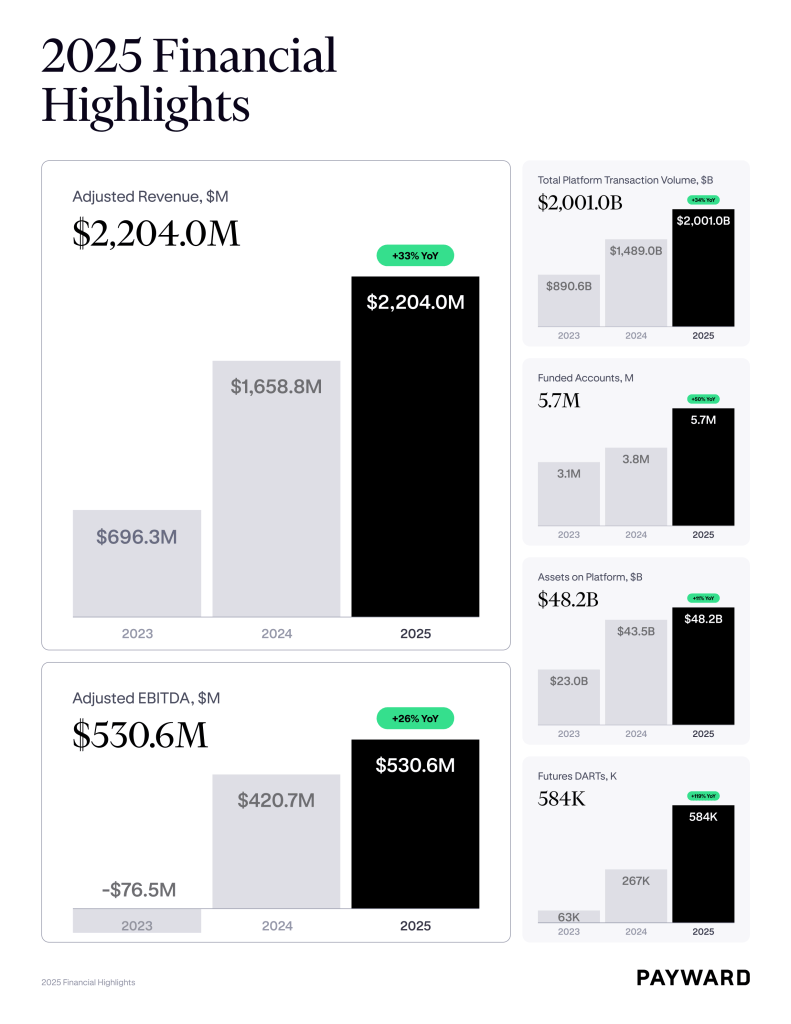 2025 Financial
Highlights
Adjusted Revenue, $M
$2,204.0M
+33% YoY
$2,204.0M
$1,658.8M
$696.3M
2023
2024
2025
Adjusted EBITDA, $M
$530.6M
+26% YoY
$530.6M
$420.7M
-$76.5M
2023
2024
2025
Total Platform Transaction Volume, $B
$2,001.0B
+34% YoY
$2,001.0B
$1,489.0B
$890.6B
2023
2024
2025
Funded Accounts, M
5.7M
+50% YoY
5.7M
3.8M
3.1M
2023
2024
2025
Assets on Platform, $B
$48.2B
+11% YoY
$48.2B
$43.5B
$23.0B
2023
2024
2025
Futures DARTs, K
584K
+119% YoY
584K
267K
63K
2023
2024
2025
2025 Financial Highlights
PAYWARD